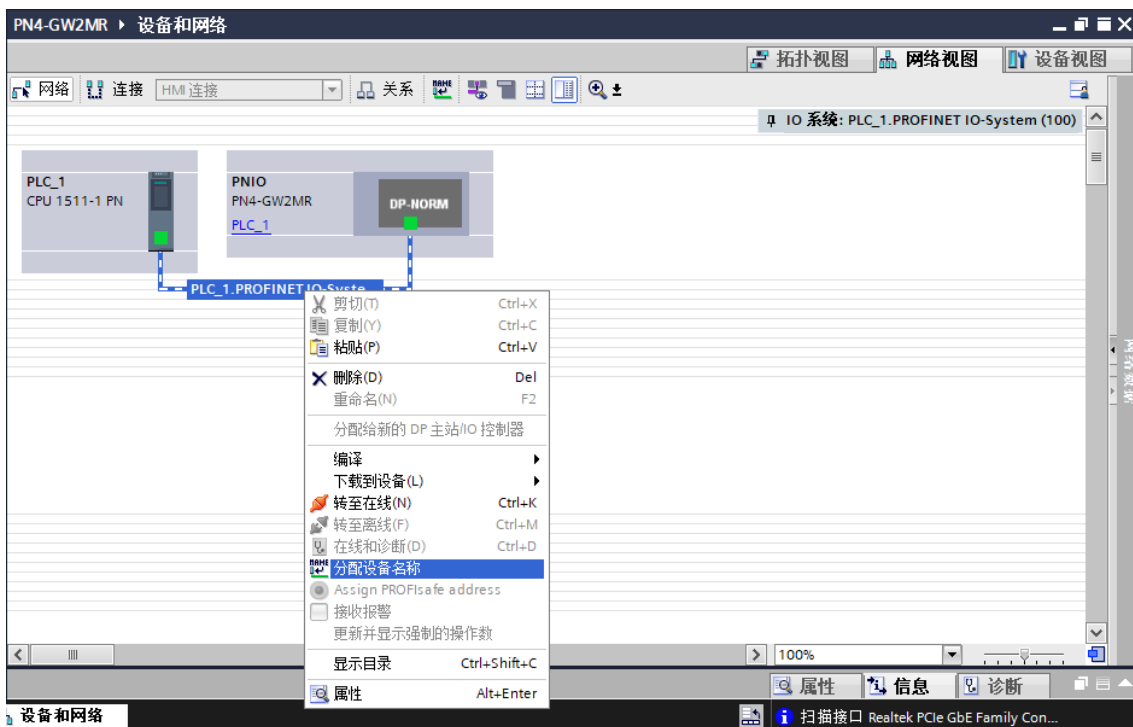 PN4-GW2MR ▸ 设备和网络
拓扑视图 网络视图 设备视图
网络 连接 HMI 连接 关系
IO 系统: PLC_1.PROFINET IO-System (100)
PLC_1
CPU 1511-1 PN
PNIO
PN4-GW2MR
PLC_1
DP-NORM
PLC_1.PROFINET IO-Syste...
剪切(T) Ctrl+X
复制(Y) Ctrl+C
粘贴(P) Ctrl+V
删除(D) Del
重命名(N) F2
分配给新的 DP 主站/IO 控制器
编译
下载到设备(L)
转至在线(N) Ctrl+K
转至离线(F) Ctrl+M
在线和诊断(D) Ctrl+D
分配设备名称
Assign PROFIsafe address
接收报警
更新并显示强制的操作数
显示目录 Ctrl+Shift+C
属性 Alt+Enter
网络数据
100%
属性 信息 诊断
设备和网络
扫描接口 Realtek PCIe GbE Family Con...